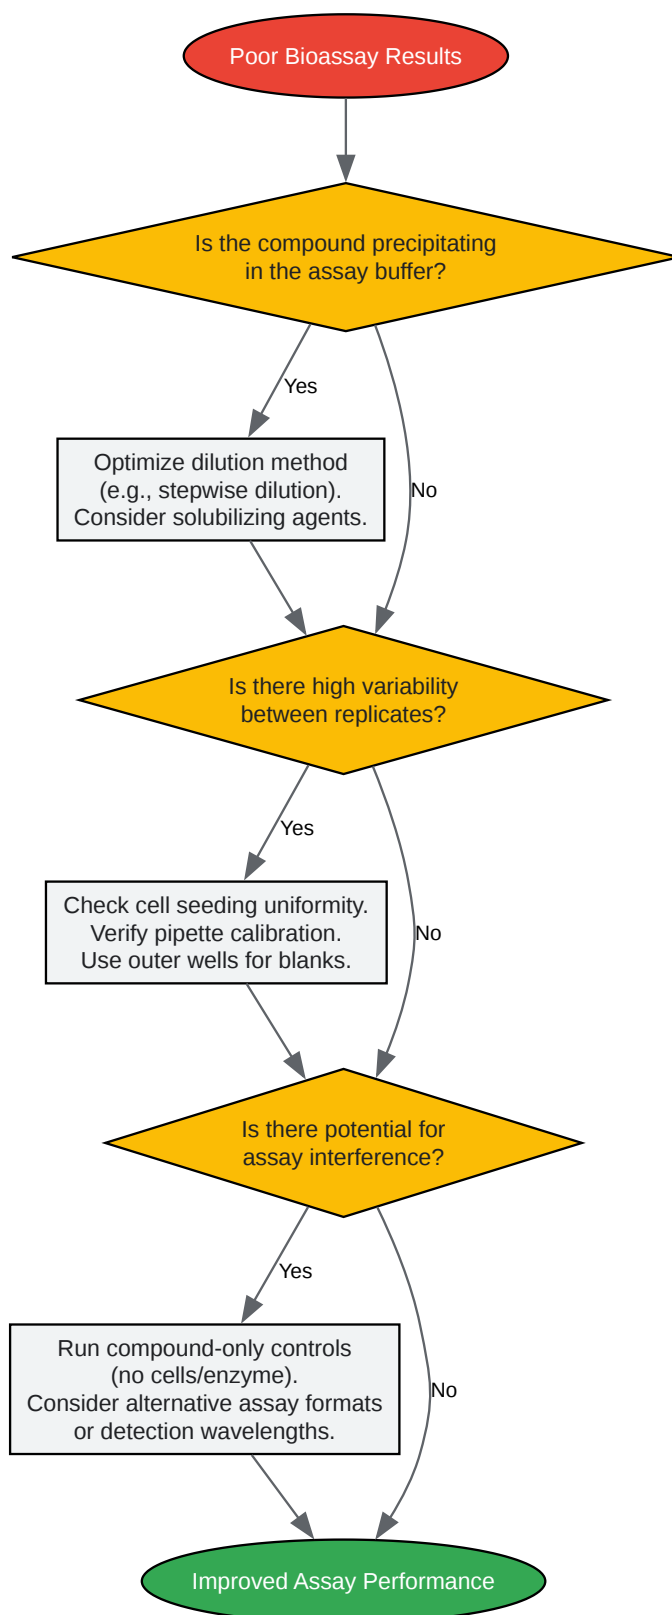 Poor Bioassay Results
Is the compound precipitating
in the assay buffer?
Yes
Optimize dilution method
(e.g., stepwise dilution).
Consider solubilizing agents.
No
Is there high variability
between replicates?
Yes
Check cell seeding uniformity.
Verify pipette calibration.
Use outer wells for blanks.
No
Is there potential for
assay interference?
Yes
Run compound-only controls
(no cells/enzyme).
Consider alternative assay formats
or detection wavelengths.
No
Improved Assay Performance